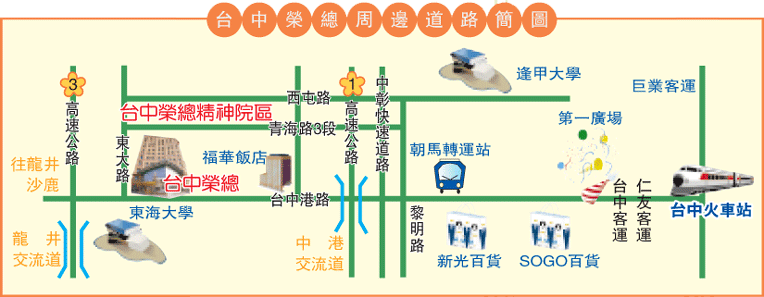 台中榮總周邊道路簡圖
3
高速公路
往龍井
沙鹿
龍井
交流道
東大路
台中榮總精神院區
台中榮總
東海大學
福華飯店
西屯路
青海路3段
台中港路
1
高速公路
中港
交流道
中彰快速道路
朝馬轉運站
黎明路
新光百貨
SOGO百貨
逢甲大學
第一廣場
台中客運
仁友客運
巨業客運
台中火車站